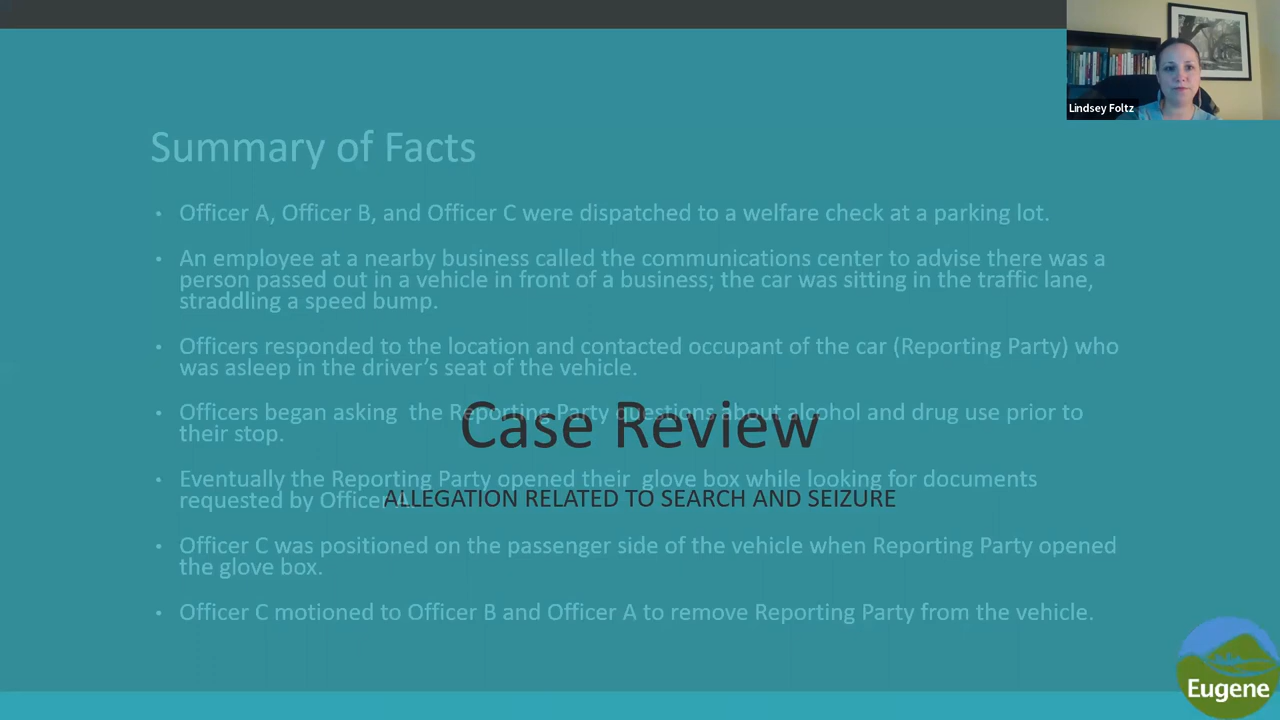 Lindsey Foltz
Summary of Facts
• Officer A, Officer B, and Officer C were dispatched to a welfare check at a parking lot.
• An employee at a nearby business called the communications center to advise there was a
person passed out in a vehicle in front of a business; the car was sitting in the traffic lane,
straddling a speed bump.
• Officers responded to the location and contacted occupant of the car (Reporting Party) who
was asleep in the driver's seat of the vehicle.
• Officers began asking the Reporting Party questions about alcohol and drug use prior to
their stop.
Case Review
• Eventually the Reporting Party opened their glove box while looking for documents
requested by Officer A.
ALLEGATION RELATED TO SEARCH AND SEIZURE
• Officer C was positioned on the passenger side of the vehicle when Reporting Party opened
the glove box.
• Officer C motioned to Officer B and Officer A to remove Reporting Party from the vehicle.
Eugene